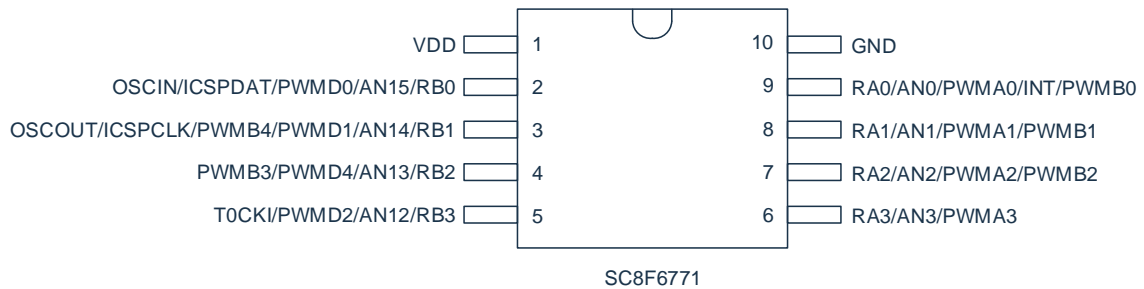 VDD 1 10 GND
OSCIN/ICSPDAT/PWMD0/AN15/RB0 2 9 RA0/AN0/PWMA0/INT/PWMB0
OSCOUT/ICSPCLK/PWMB4/PWMD1/AN14/RB1 3 8 RA1/AN1/PWMA1/PWMB1
PWMB3/PWMD4/AN13/RB2 4 7 RA2/AN2/PWMA2/PWMB2
T0CKI/PWMD2/AN12/RB3 5 6 RA3/AN3/PWMA3
SC8F6771